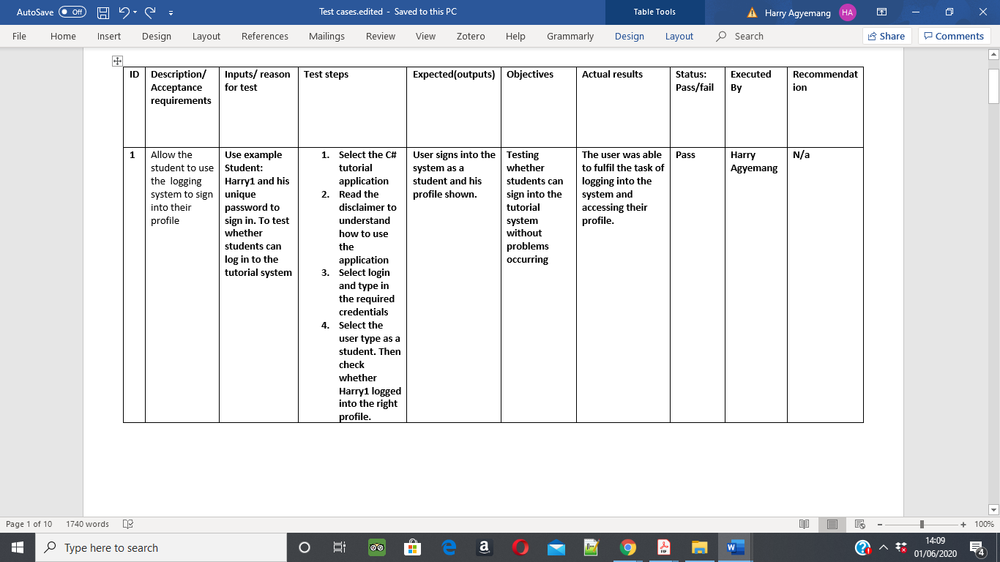 AutoSave Off
Test cases.edited - Saved to this PC
Table Tools
Harry Agyemang HA
File Home Insert Design Layout References Mailings Review View Zotero Help Grammarly Design Layout Search Share Comments
ID
Description/
Acceptance
requirements
Inputs/ reason
for test
Test steps
Expected(outputs)
Objectives
Actual results
Status:
Pass/fail
Executed
By
Recommendat
ion
1
Allow the
student to use
the logging
system to sign
into their
profile
Use example
Student:
Harry1 and his
unique
password to
sign in. To test
whether
students can
log in to the
tutorial system
1. Select the C#
tutorial
application
2. Read the
disclaimer to
understand
how to use
the
application
3. Select login
and type in
the required
credentials
4. Select the
user type as a
student. Then
check
whether
Harry1 logged
into the right
profile.
User signs into the
system as a
student and his
profile shown.
Testing
whether
students can
sign into the
tutorial
system
without
problems
occurring
The user was able
to fulfil the task of
logging into the
system and
accessing their
profile.
Pass
Harry
Agyemang
N/a
Page 1 of 10 1740 words
100%
Type here to search
14:09
01/06/2020
4